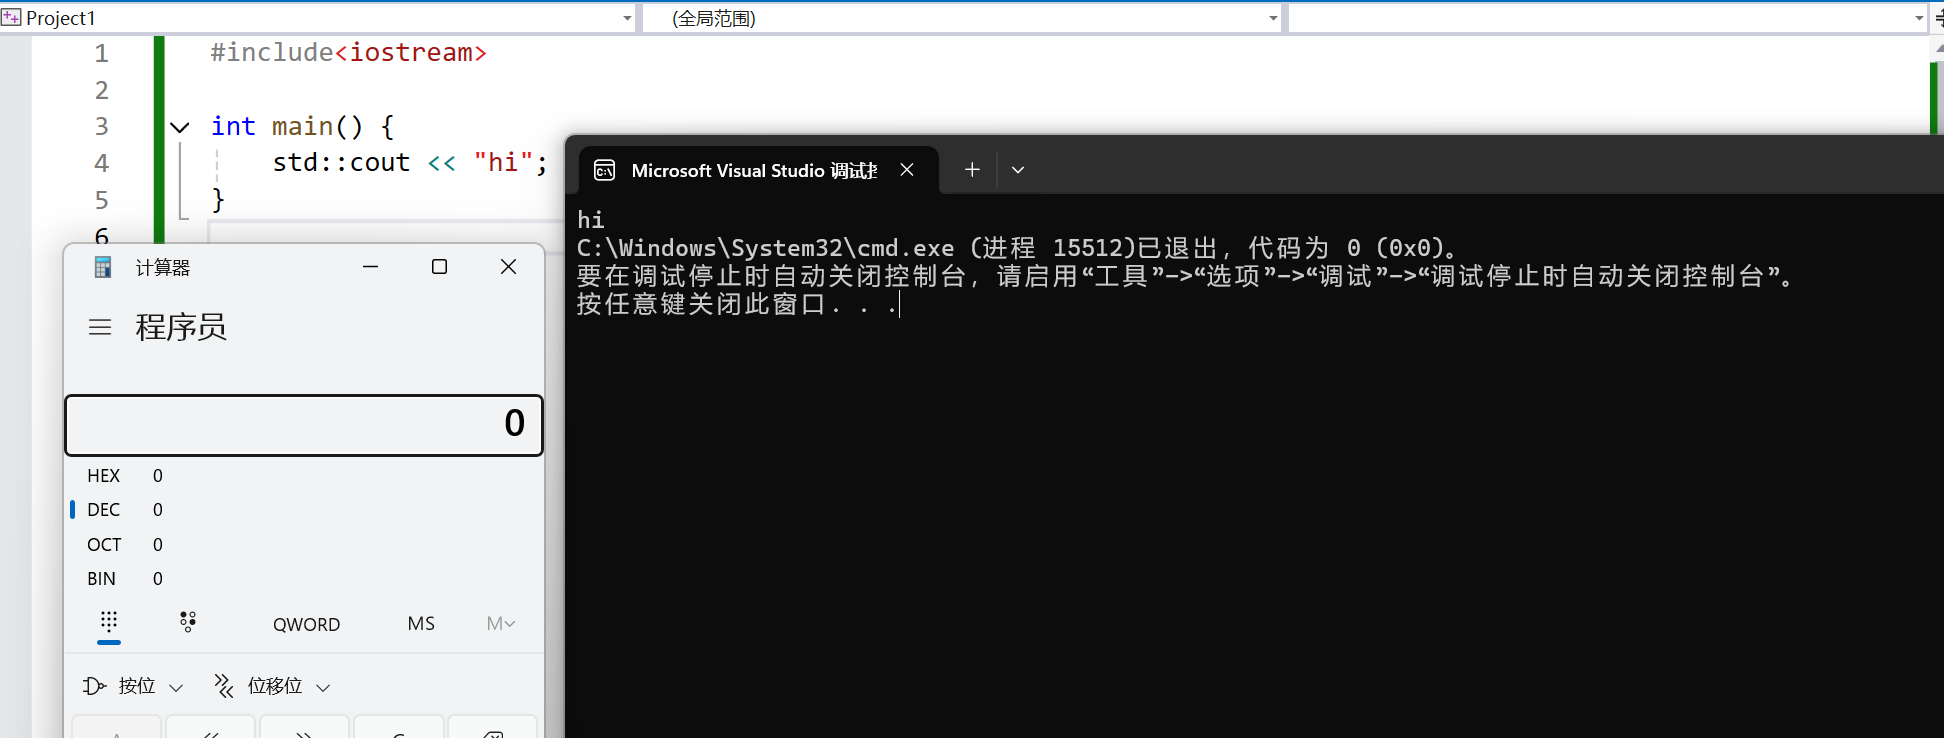 Project1
(全局范围)
1 #include<iostream>
2
3 int main() {
4 std::cout << "hi";
5 }
6
Microsoft Visual Studio 调试
hi
C:\Windows\System32\cmd.exe (进程 15512)已退出，代码为 0 (0x0)。
要在调试停止时自动关闭控制台，请启用“工具”->“选项”->“调试”->“调试停止时自动关闭控制台”。
按任意键关闭此窗口. . .
计算器
程序员
0
HEX 0
DEC 0
OCT 0
BIN 0
QWORD MS M
按位 位移位